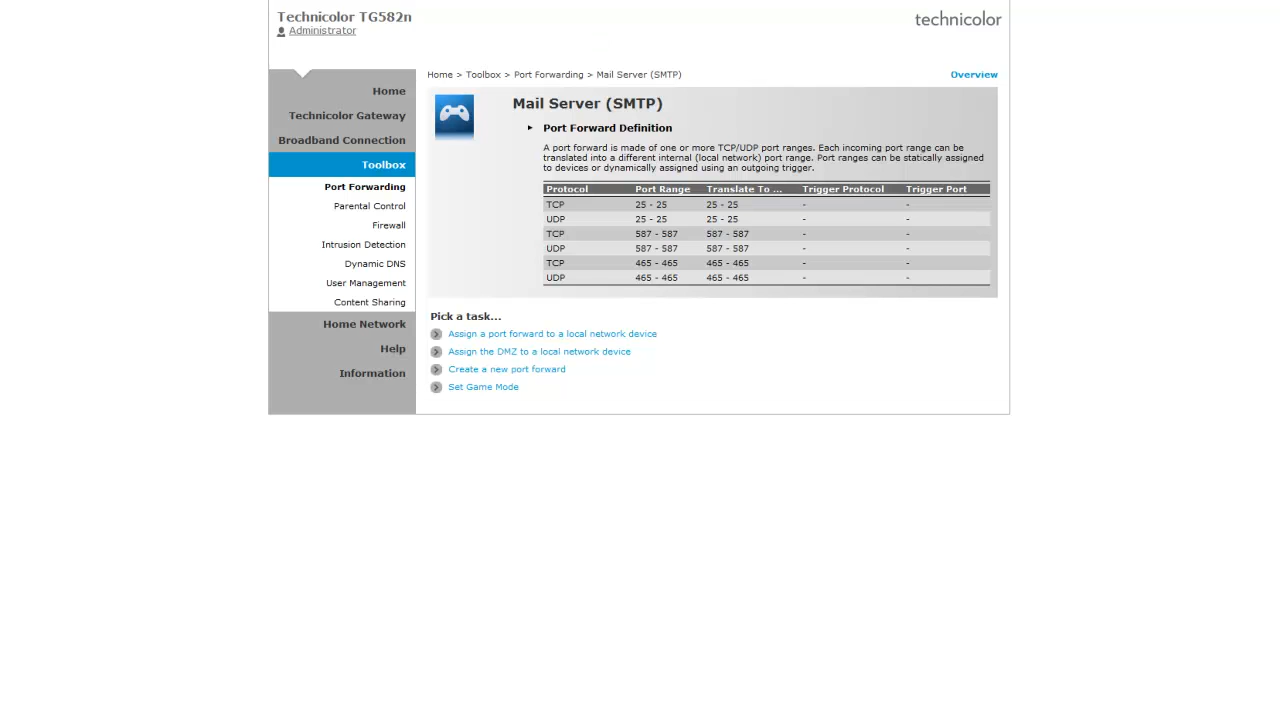 Technicolor TG582n
Administrator
technicolor
Home > Toolbox > Port Forwarding > Mail Server (SMTP)
Overview
Home
Technicolor Gateway
Broadband Connection
Toolbox
Port Forwarding
Parental Control
Firewall
Intrusion Detection
Dynamic DNS
User Management
Content Sharing
Home Network
Help
Information
Mail Server (SMTP)
Port Forward Definition
A port forward is made of one or more TCP/UDP port ranges. Each incoming port range can be
translated into a different internal (local network) port range. Port ranges can be statically assigned
to devices or dynamically assigned using an outgoing trigger.
Protocol Port Range Translate To ... Trigger Protocol Trigger Port
TCP 25 - 25 25 - 25 - -
UDP 25 - 25 25 - 25 - -
TCP 587 - 587 587 - 587 - -
UDP 587 - 587 587 - 587 - -
TCP 465 - 465 465 - 465 - -
UDP 465 - 465 465 - 465 - -
Pick a task...
Assign a port forward to a local network device
Assign the DMZ to a local network device
Create a new port forward
Set Game Mode